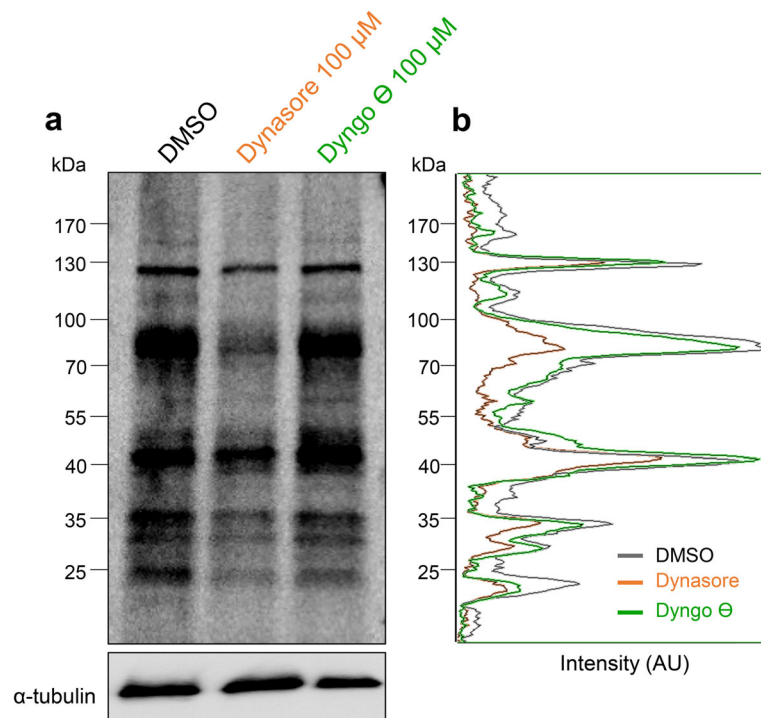 a
DMSO
Dynasore 100 µM
Dyngo Ɵ 100 µM
b
kDa
170
130
100
70
55
40
35
25
α-tubulin
kDa
170
130
100
70
55
40
35
25
DMSO
Dynasore
Dyngo Ɵ
Intensity (AU)